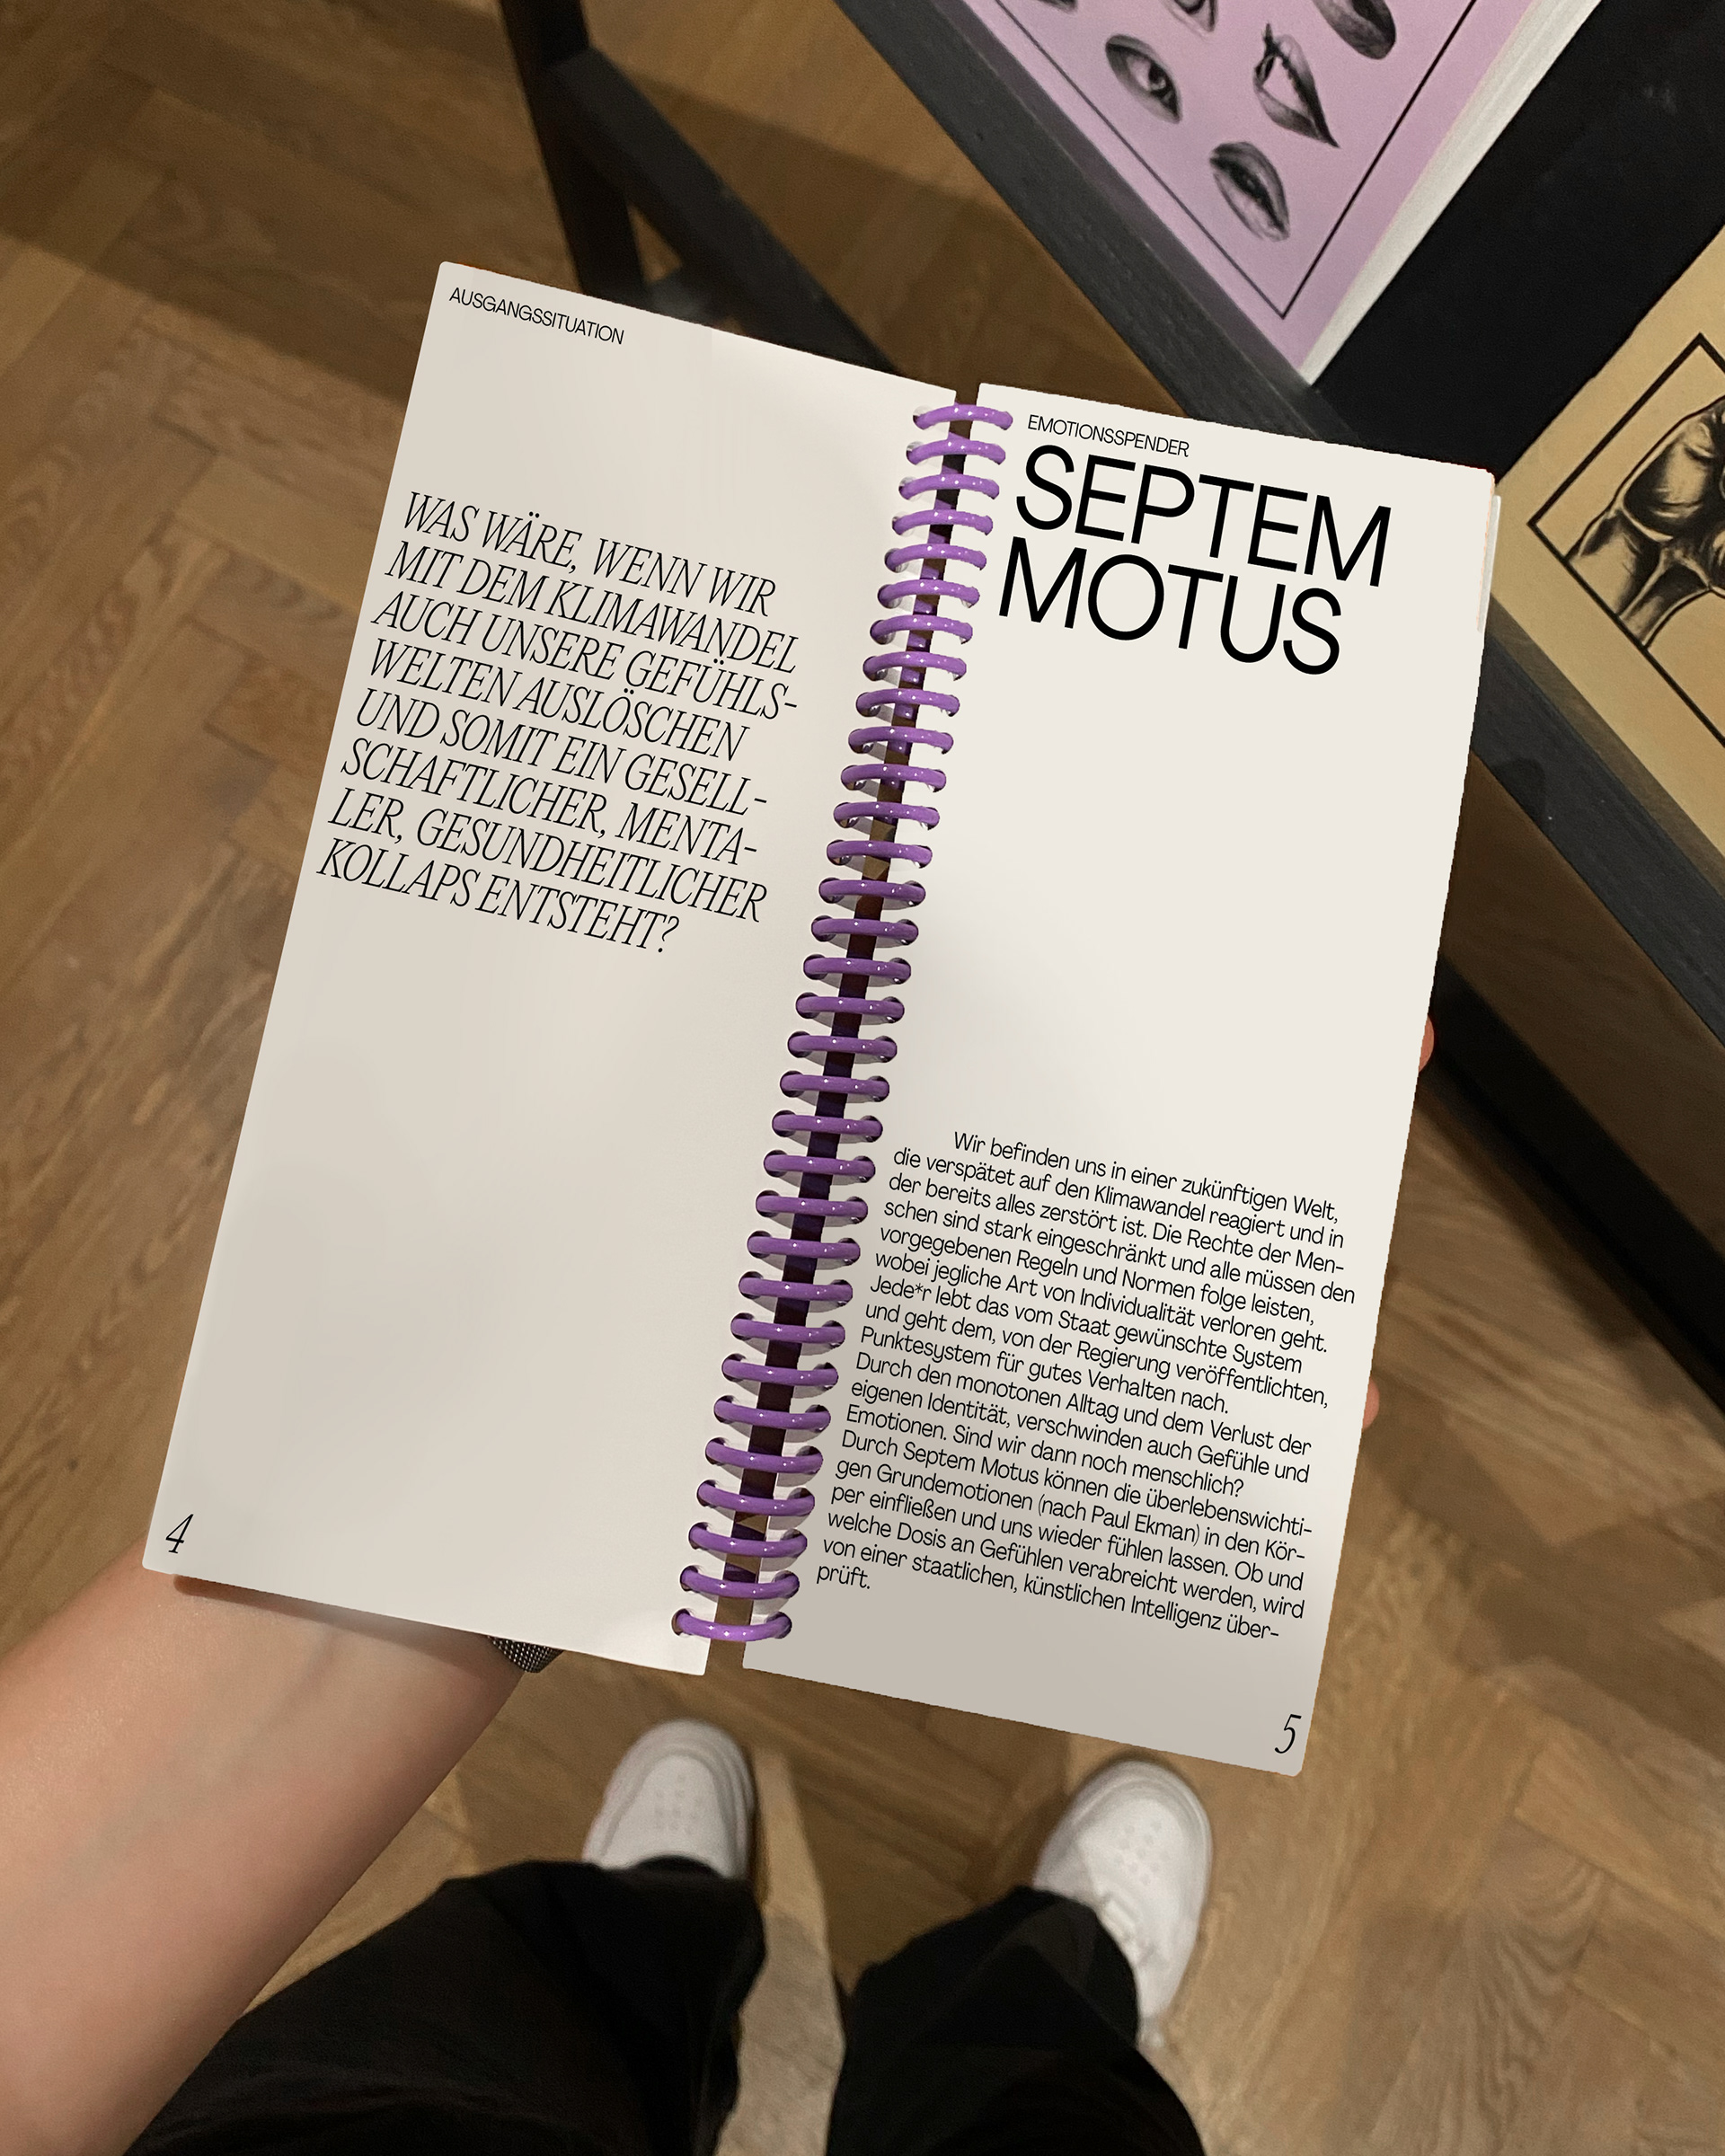 AUSGANGSSITUATION
WAS WÄRE, WENN WIR
MIT DEM KLIMAWANDEL
AUCH UNSERE GEFÜHLS-
WELTEN AUSLÖSCHEN
UND SOMIT EIN GESELL-
SCHAFTLICHER, MENTA-
LER, GESUNDHEITLICHER
KOLLAPS ENTSTEHT?
4
EMOTIONSSPENDER
SEPTEM
MOTUS
Wir befinden uns in einer zukünftigen Welt,
die verspätet auf den Klimawandel reagiert und in
der bereits alles zerstört ist. Die Rechte der Men-
schen sind stark eingeschränkt und alle müssen den
vorgegebenen Regeln und Normen folge leisten,
wobei jegliche Art von Individualität verloren geht.
Jede*r lebt das vom Staat gewünschte System
und geht dem, von der Regierung veröffentlichten,
Punktesystem für gutes Verhalten nach.
Durch den monotonen Alltag und dem Verlust der
eigenen Identität, verschwinden auch Gefühle und
Emotionen. Sind wir dann noch menschlich?
Durch Septem Motus können die überlebenswichti-
gen Grundemotionen (nach Paul Ekman) in den Kör-
per einfließen und uns wieder fühlen lassen. Ob und
welche Dosis an Gefühlen verabreicht werden, wird
von einer staatlichen, künstlichen Intelligenz über-
prüft.
5